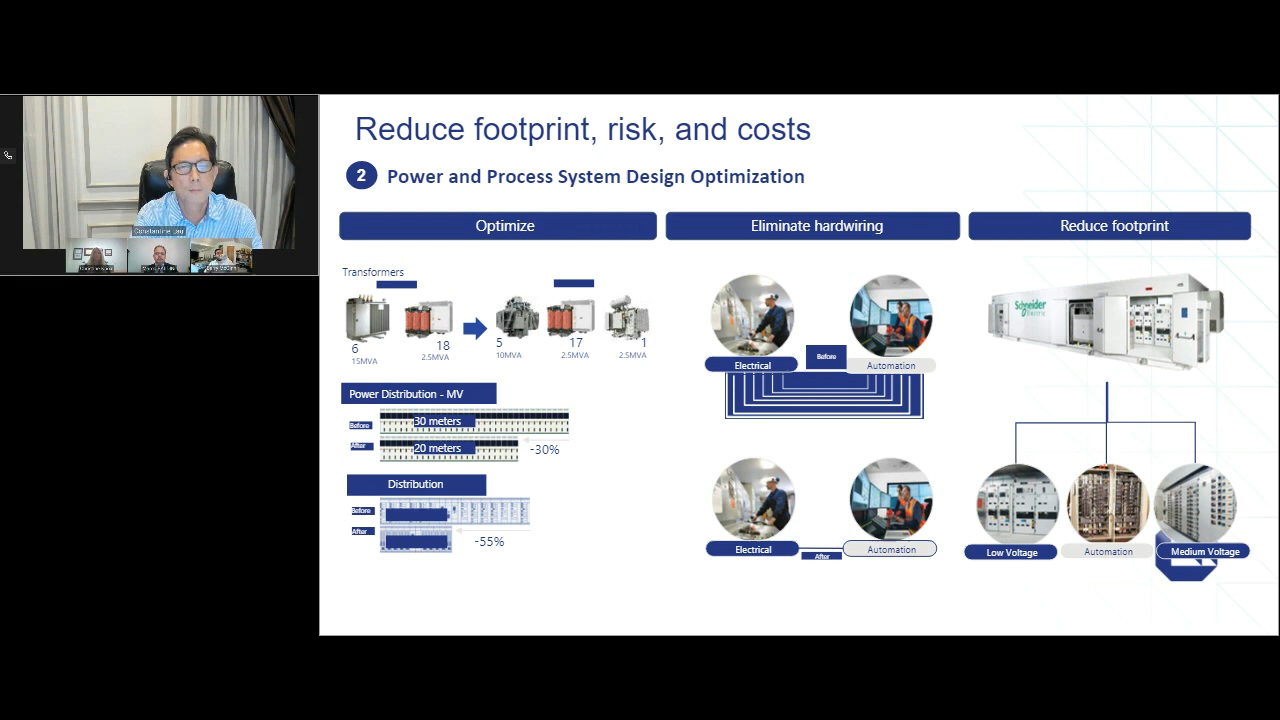 Reduce footprint, risk, and costs
2 Power and Process System Design Optimization
Constantine Lau
Optimize
Transformers
6
15MVA
18
2.5MVA
5
10MVA
17
2.5MVA
1
2.5MVA
Power Distribution - MV
Before
30 meters
After
20 meters
-30%
Distribution
Before
After
-55%
Eliminate hardwiring
Electrical
Before
Automation
Electrical
After
Automation
Reduce footprint
Schneider
Electric
Low Voltage
Automation
Medium Voltage